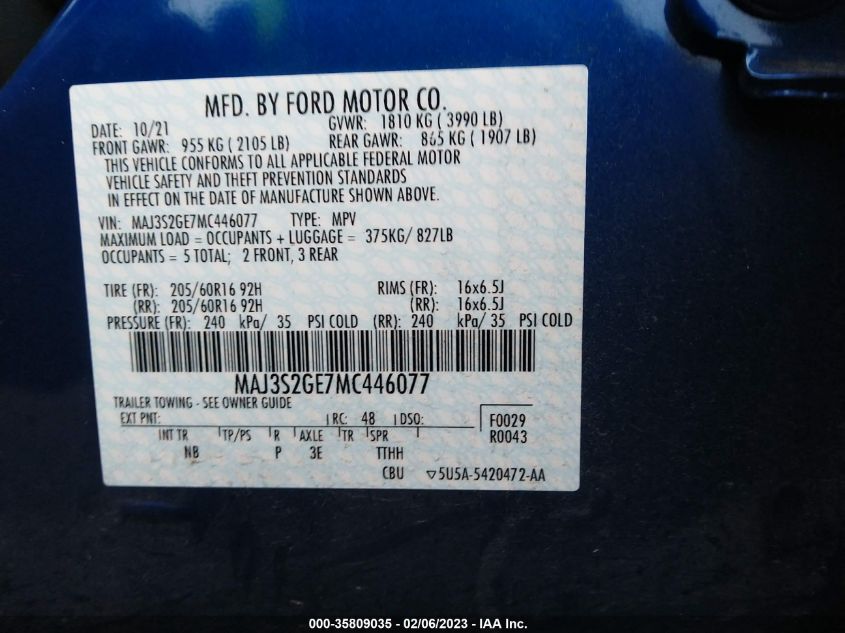 MFD. BY FORD MOTOR CO.
DATE: 10/21 GVWR: 1810 KG ( 3990 LB)
FRONT GAWR: 955 KG ( 2105 LB) REAR GAWR: 865 KG ( 1907 LB)
THIS VEHICLE CONFORMS TO ALL APPLICABLE FEDERAL MOTOR
VEHICLE SAFETY AND THEFT PREVENTION STANDARDS
IN EFFECT ON THE DATE OF MANUFACTURE SHOWN ABOVE.
VIN: MAJ3S2GE7MC446077 TYPE: MPV
MAXIMUM LOAD = OCCUPANTS + LUGGAGE = 375KG/ 827LB
OCCUPANTS = 5 TOTAL; 2 FRONT, 3 REAR
TIRE (FR): 205/60R16 92H RIMS (FR): 16x6.5J
(RR): 205/60R16 92H (RR): 16x6.5J
PRESSURE (FR): 240 kPa/ 35 PSI COLD (RR): 240 kPa/ 35 PSI COLD
MAJ3S2GE7MC446077
TRAILER TOWING - SEE OWNER GUIDE
EXT PNT: RC: 48 DSO: F0029
R0043
INT TR TP/PS R AXLE TR SPR
NB P 3E TTHH
CBU ▽5U5A-5420472-AA
000-35809035 - 02/06/2023 - IAA Inc.